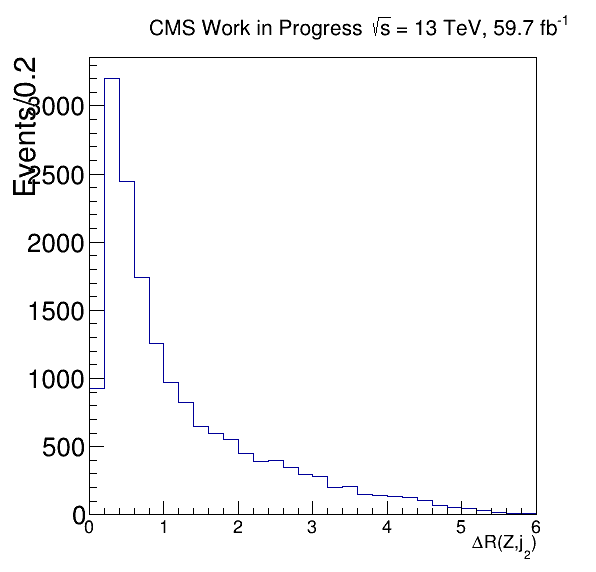 CMS Work in Progress √s = 13 TeV, 59.7 fb⁻¹
Events/0.2
3000
2500
2000
1500
1000
500
0
0 1 2 3 4 5 6
ΔR(Z,j₂)